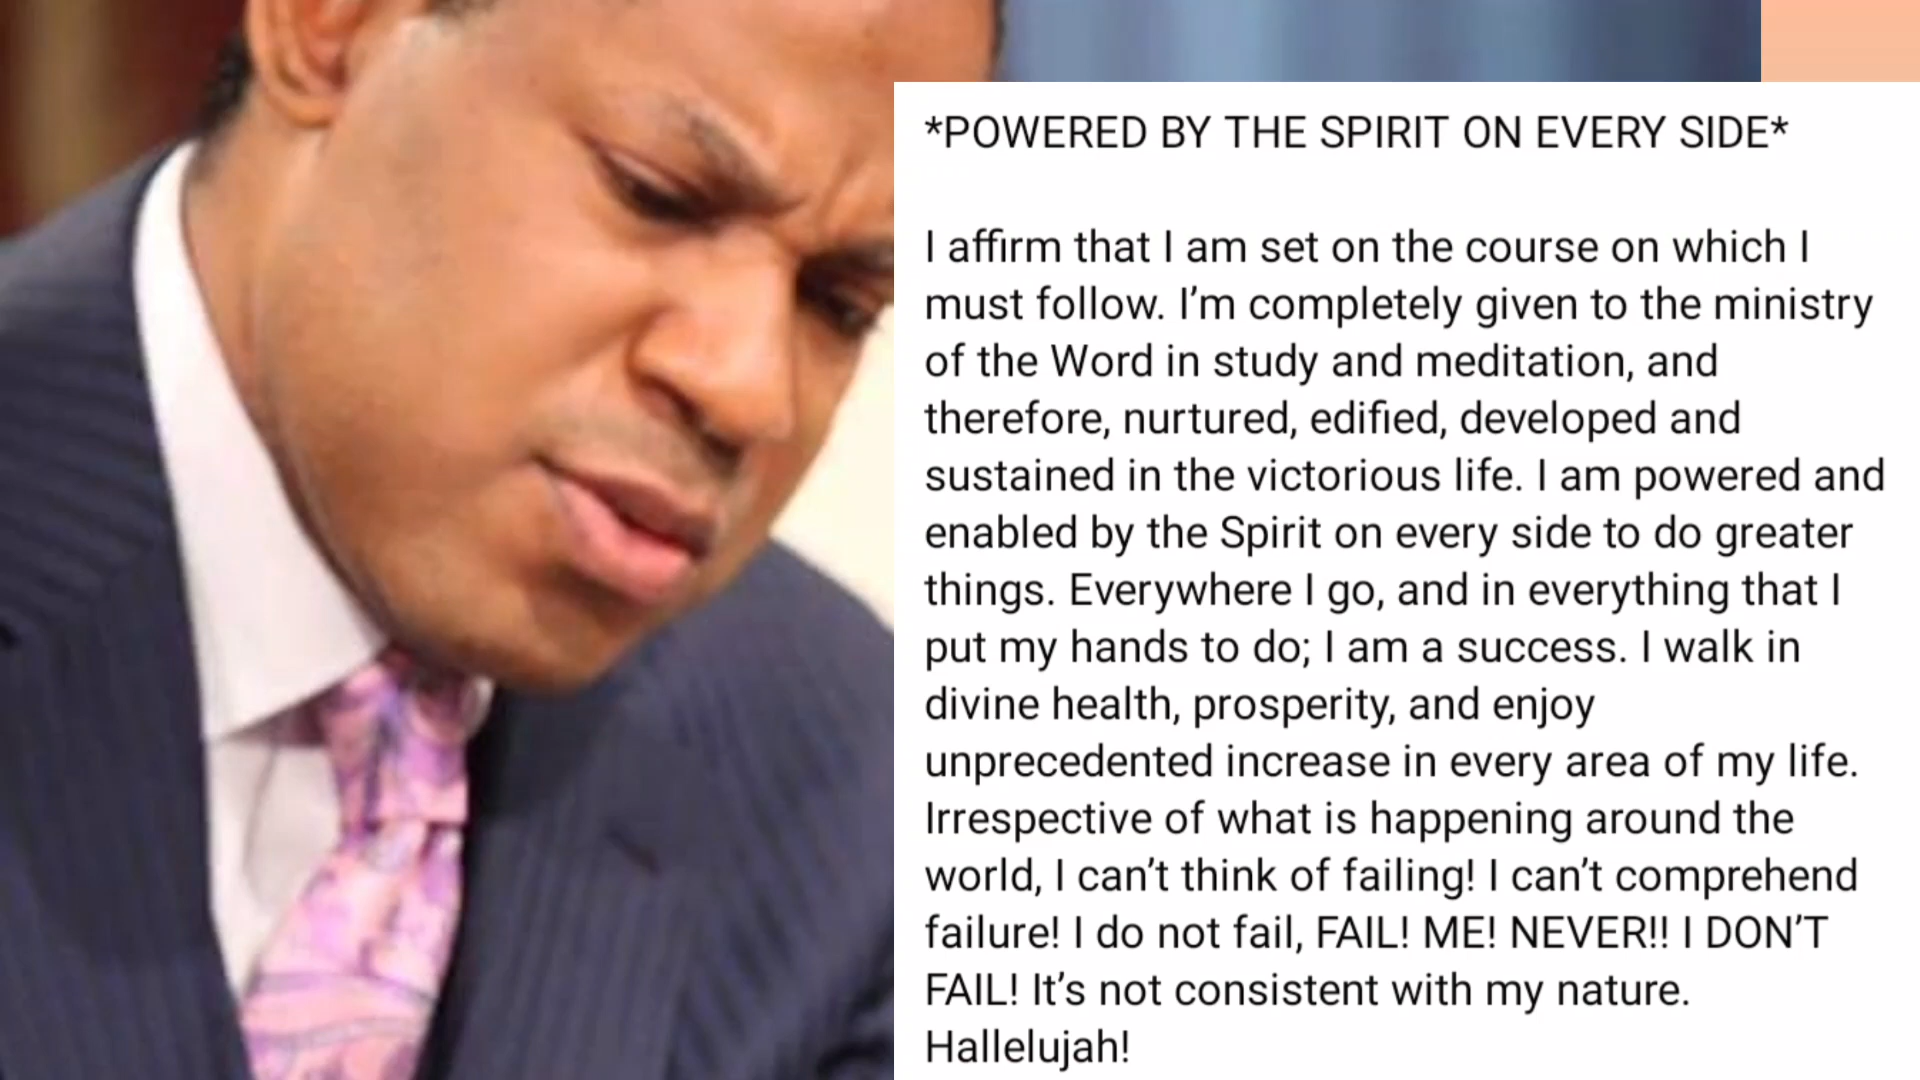 *POWERED BY THE SPIRIT ON EVERY SIDE*
I affirm that I am set on the course on which I
must follow. I’m completely given to the ministry
of the Word in study and meditation, and
therefore, nurtured, edified, developed and
sustained in the victorious life. I am powered and
enabled by the Spirit on every side to do greater
things. Everywhere I go, and in everything that I
put my hands to do; I am a success. I walk in
divine health, prosperity, and enjoy
unprecedented increase in every area of my life.
Irrespective of what is happening around the
world, I can’t think of failing! I can’t comprehend
failure! I do not fail, FAIL! ME! NEVER!! I DON’T
FAIL! It’s not consistent with my nature.
Hallelujah!